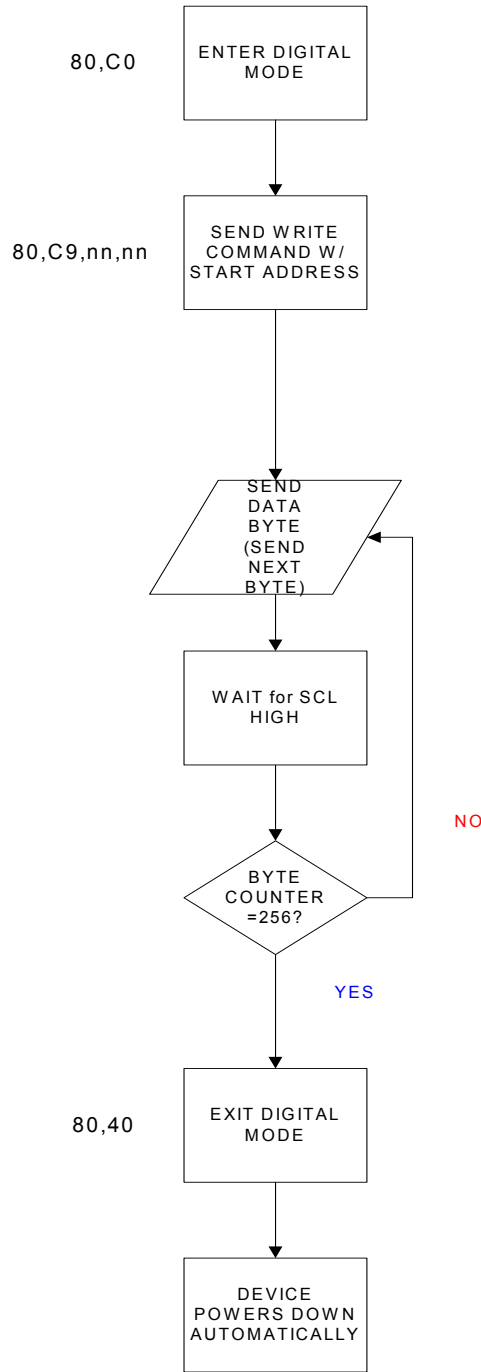 80,C0
ENTER DIGITAL
MODE
80,C9,nn,nn
SEND WRITE
COMMAND W/
START ADDRESS
SEND
DATA
BYTE
(SEND
NEXT
BYTE)
WAIT for SCL
HIGH
NO
BYTE
COUNTER
=256?
YES
80,40
EXIT DIGITAL
MODE
DEVICE
POWERS DOWN
AUTOMATICALLY